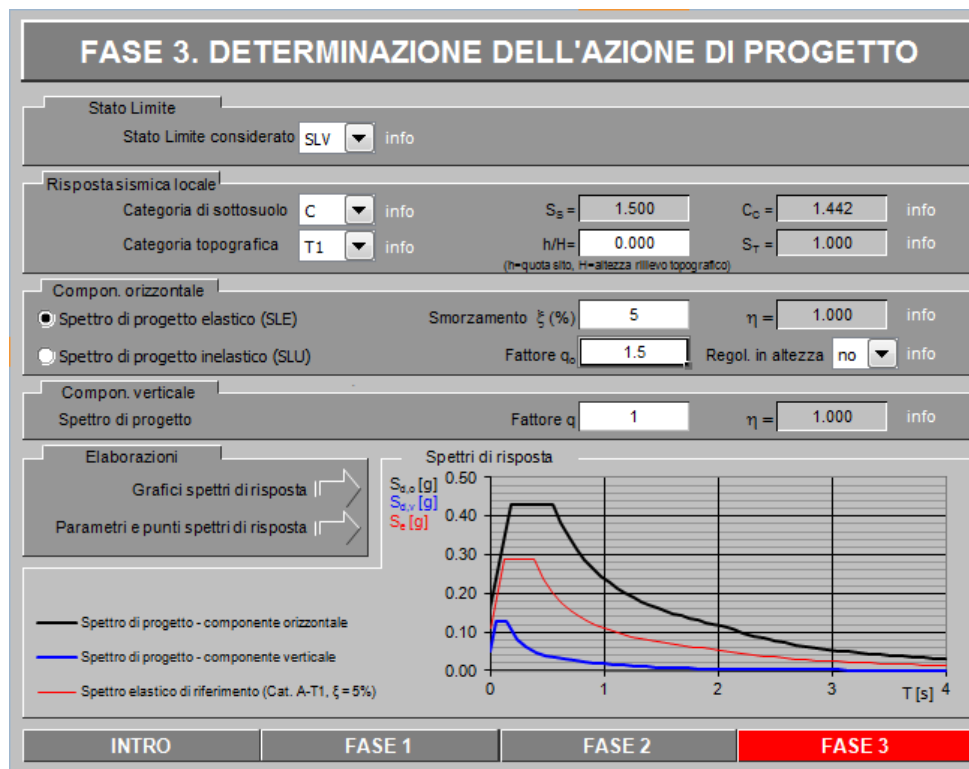 FASE 3. DETERMINAZIONE DELL'AZIONE DI PROGETTO
Stato Limite
Stato Limite considerato SLV info
Risposta sismica locale
Categoria di sottosuolo C info S_S = 1.500 C_C = 1.442 info
Categoria topografica T1 info h/H= 0.000 S_T = 1.000 info
(h=quota sito, H=altezza rilievo topografico)
Compon. orizzontale
Spettro di progetto elastico (SLE) Smorzamento ξ (%) 5 η = 1.000 info
Spettro di progetto inelastico (SLU) Fattore q_o 1.5 Regol. in altezza no info
Compon. verticale
Spettro di progetto Fattore q 1 η = 1.000 info
Elaborazioni
Grafici spettri di risposta
Parametri e punti spettri di risposta
Spettri di risposta
S_d,o [g]
S_d,v [g]
S_e [g]
0.50
0.40
0.30
0.20
0.10
0.00
0 1 2 3 T [s] 4
Spettro di progetto - componente orizzontale
Spettro di progetto - componente verticale
Spettro elastico di riferimento (Cat. A-T1, ξ = 5%)
INTRO FASE 1 FASE 2 FASE 3